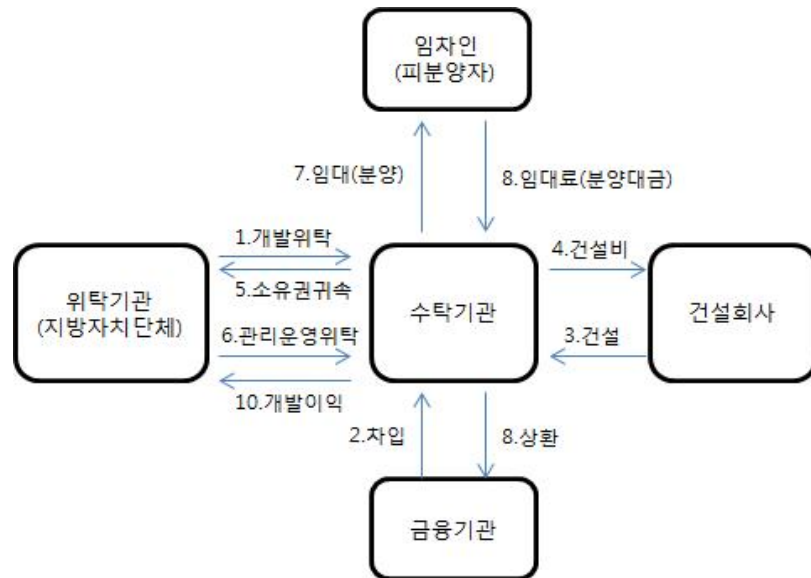 임차인
(피분양자)
7.임대(분양)
8.임대료(분양대금)
1.개발위탁
4.건설비
위탁기관
(지방자치단체)
5.소유권귀속
수탁기관
건설회사
6.관리운영위탁
3.건설
10.개발이익
2.차입
8.상환
금융기관